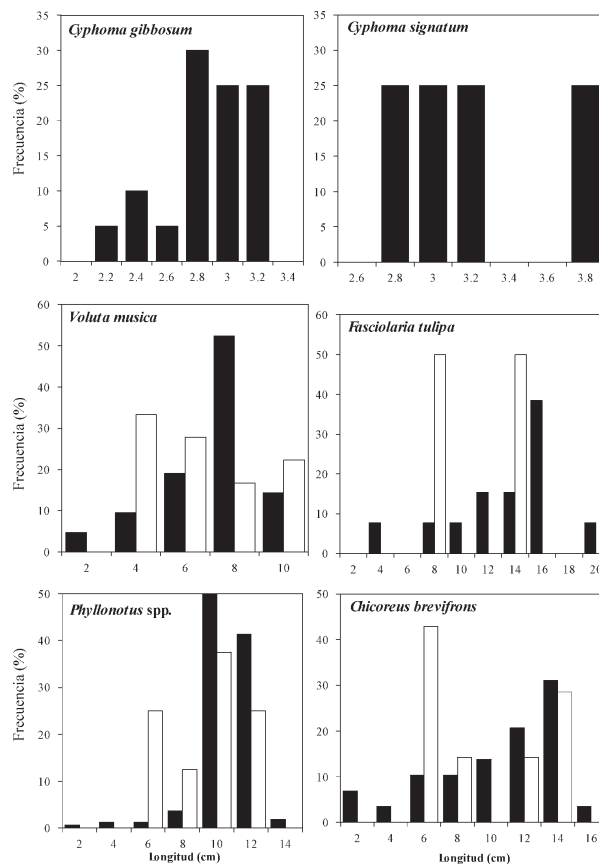 Cyphoma gibbosum
Frecuencia (%)
35
30
25
20
15
10
5
0
2 2.2 2.4 2.6 2.8 3 3.2 3.4
Cyphoma signatum
35
30
25
20
15
10
5
0
2.6 2.8 3 3.2 3.4 3.6 3.8
Voluta musica
Frecuencia (%)
60
50
40
30
20
10
0
2 4 6 8 10
Fasciolaria tulipa
60
50
40
30
20
10
0
2 4 6 8 10 12 14 16 18 20
Phyllonotus spp.
Frecuencia (%)
50
40
30
20
10
0
2 4 6 8 10 12 14
Longitud (cm)
Chicoreus brevifrons
50
40
30
20
10
0
2 4 6 8 10 12 14 16
Longitud (cm)